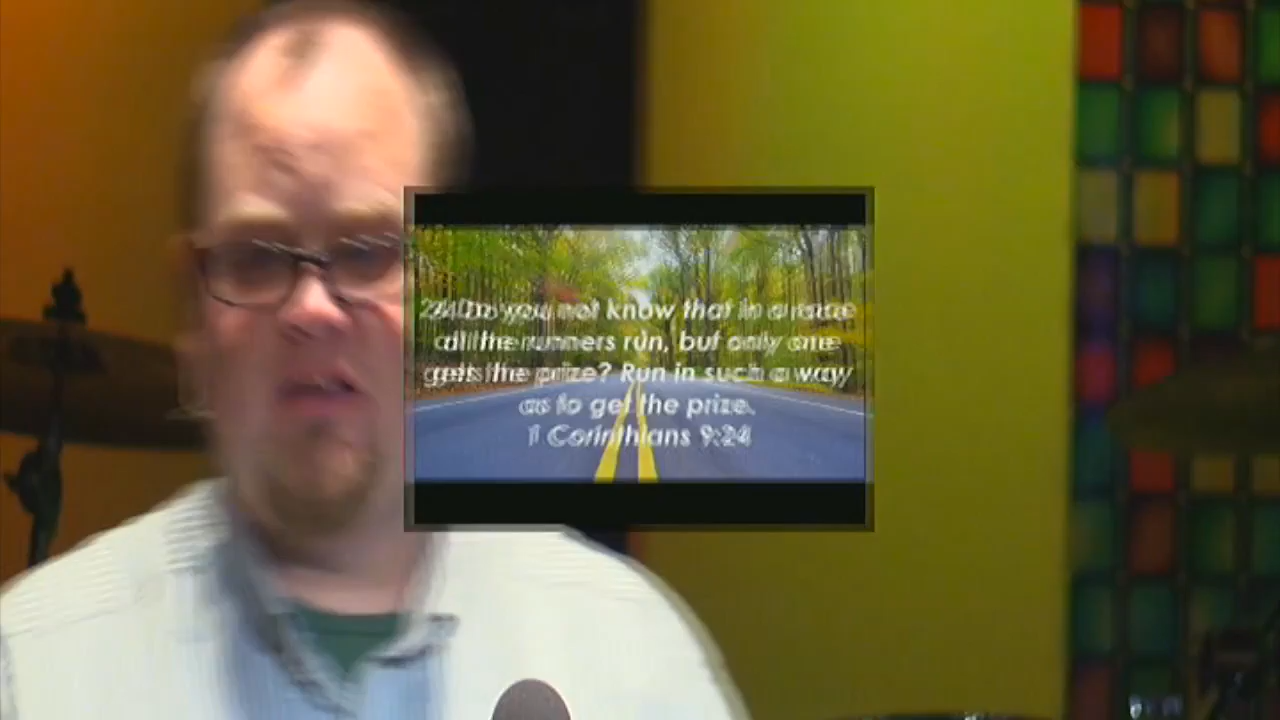 24 Do you not know that in a race
all the runners run, but only one
gets the prize? Run in such a way
as to get the prize.
1 Corinthians 9:24